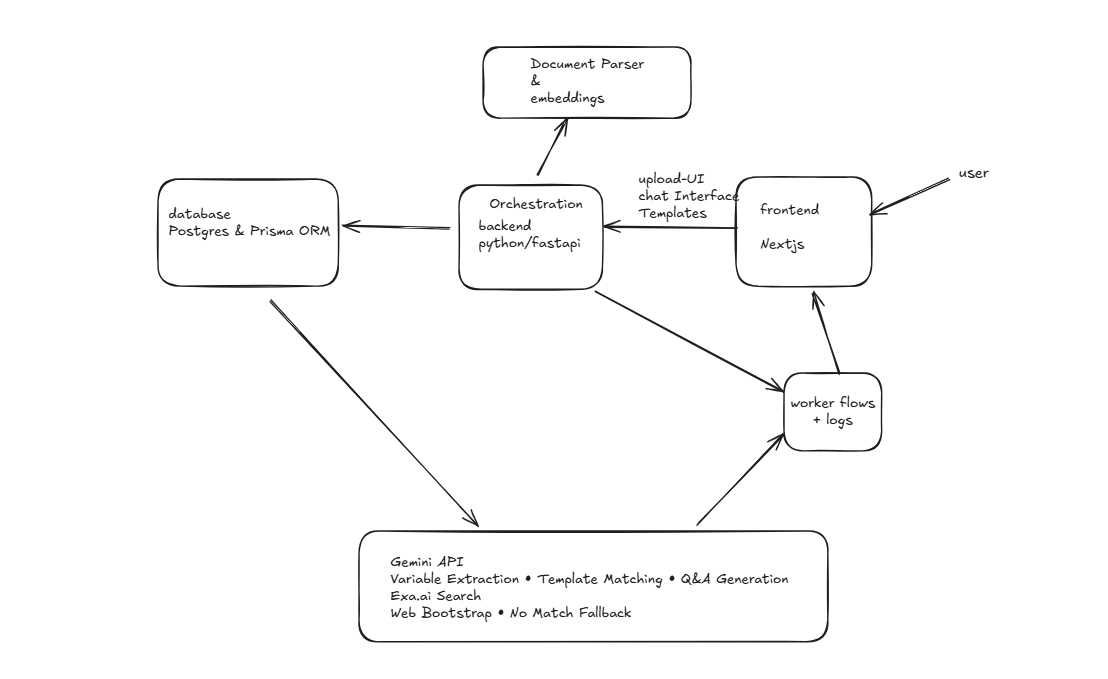 Document Parser
&
embeddings
user
upload-UI
chat Interface
Templates
frontend
Nextjs
Orchestration
backend
python/fastapi
database
Postgres & Prisma ORM
worker flows
+ logs
Gemini API
Variable Extraction • Template Matching • Q&A Generation
Exa.ai Search
Web Bootstrap • No Match Fallback